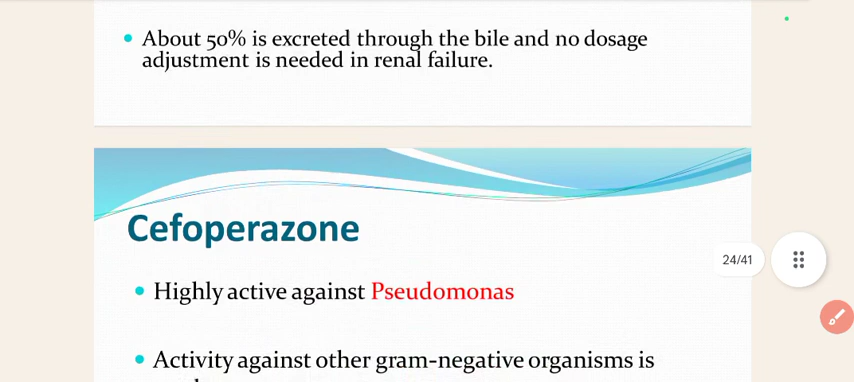 About 50% is excreted through the bile and no dosage
adjustment is needed in renal failure.
Cefoperazone
24/41
Highly active against Pseudomonas
Activity against other gram-negative organisms is